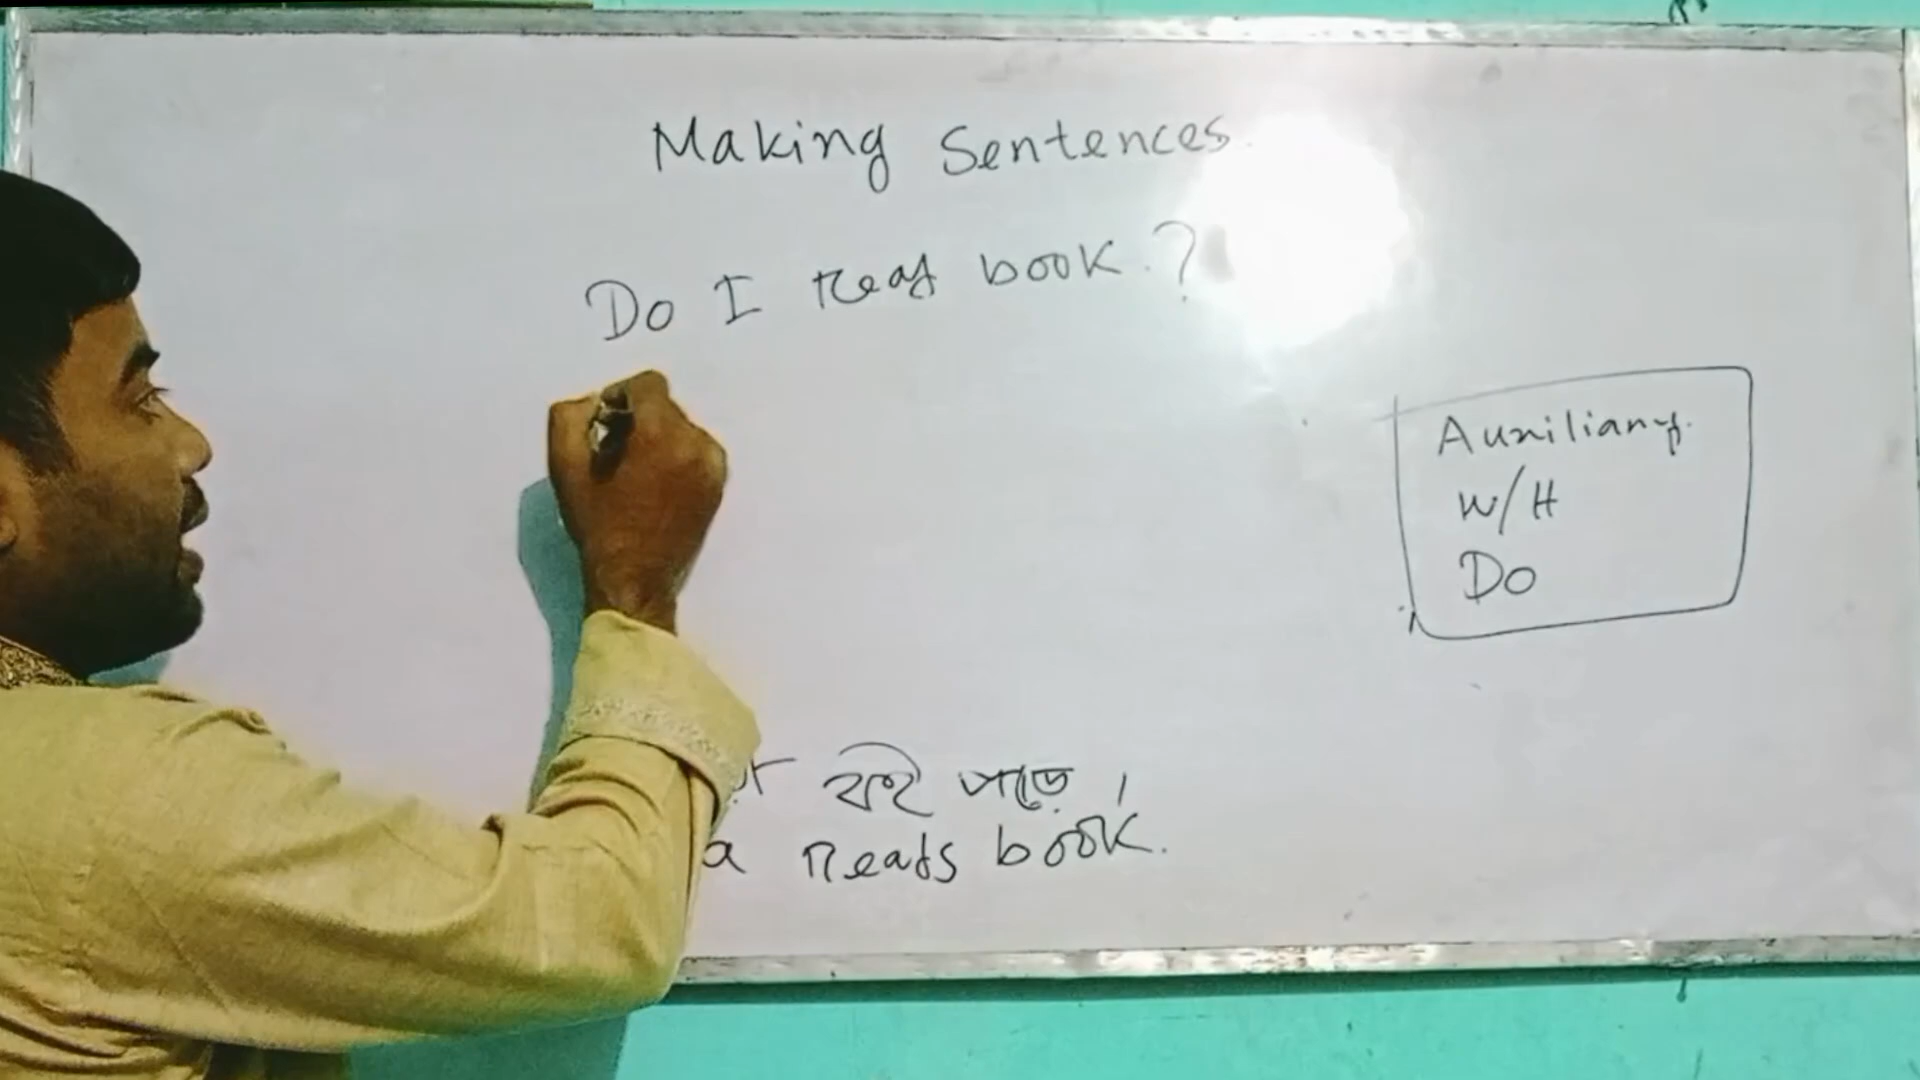 Making Sentences.
Do I read book.?
Auxiliary.
W/H
Do
বই পড়ে।
a Reads book.